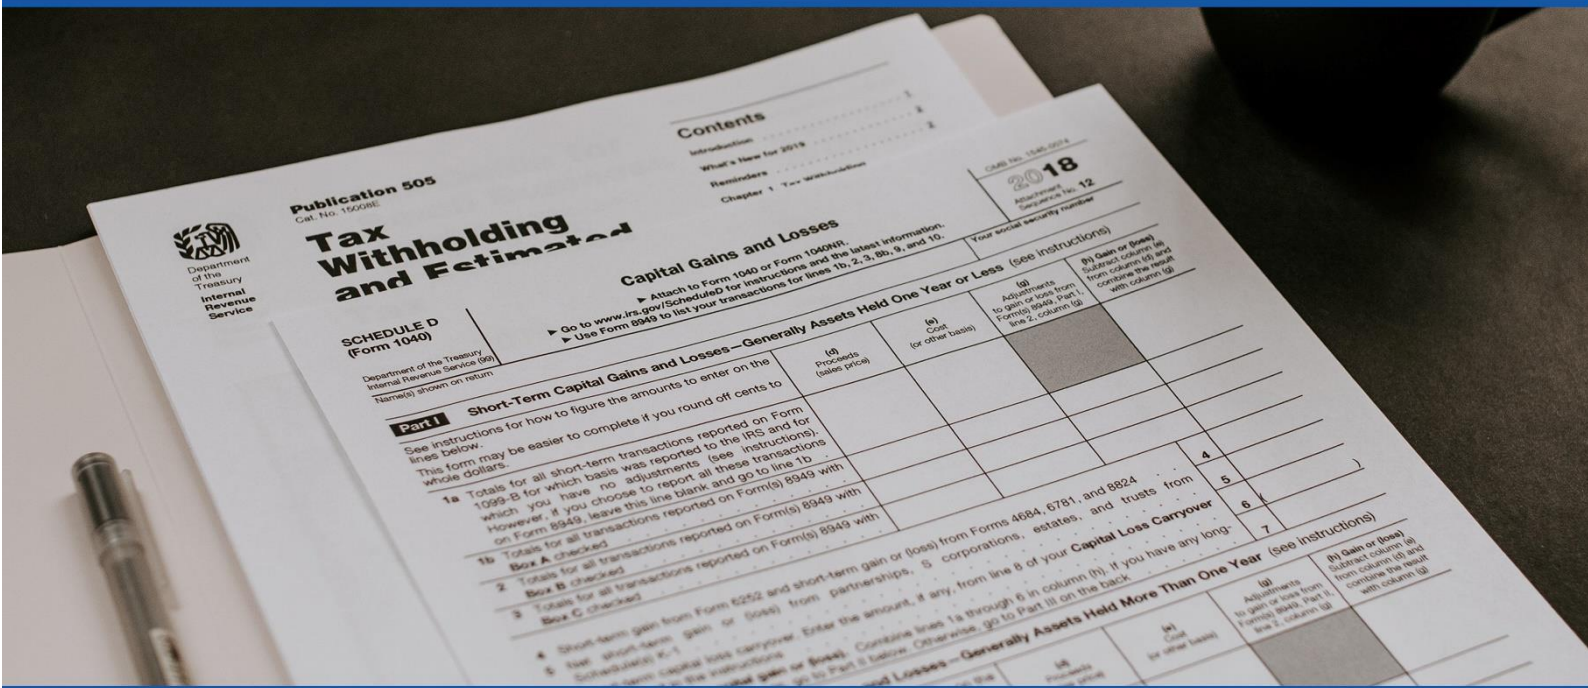 Publication 505
Cat. No. 15008E
Department
of the
Treasury
Internal
Revenue
Service
Tax
Withholding
and Estimated
Contents
Introduction . . . . . . . . . . . . . . . 1
What's New for 2019 . . . . . . . . . . . . 2
Reminders . . . . . . . . . . . . . . . . 2
Chapter 1. Tax Withholding
SCHEDULE D
(Form 1040)
Department of the Treasury
Internal Revenue Service (99)
Name(s) shown on return
Capital Gains and Losses
► Attach to Form 1040 or Form 1040NR.
► Go to www.irs.gov/ScheduleD for instructions and the latest information.
► Use Form 8949 to list your transactions for lines 1b, 2, 3, 8b, 9, and 10.
OMB No. 1545-0074
2018
Attachment
Sequence No. 12
Your social security number
Part I Short-Term Capital Gains and Losses—Generally Assets Held One Year or Less (see instructions)
See instructions for how to figure the amounts to enter on the
lines below.
This form may be easier to complete if you round off cents to
whole dollars.
(d)
Proceeds
(sales price)
(e)
Cost
(or other basis)
(g)
Adjustments
to gain or loss from
Form(s) 8949, Part I,
line 2, column (g)
(h) Gain or (loss)
Subtract column (e)
from column (d) and
combine the result
with column (g)
1a Totals for all short-term transactions reported on Form
1099-B for which basis was reported to the IRS and for
which you have no adjustments (see instructions).
However, if you choose to report all these transactions
on Form 8949, leave this line blank and go to line 1b .
1b Totals for all transactions reported on Form(s) 8949 with
Box A checked . . . . . . . . . . . . .
2 Totals for all transactions reported on Form(s) 8949 with
Box B checked . . . . . . . . . . . . .
3 Totals for all transactions reported on Form(s) 8949 with
Box C checked . . . . . . . . . . . . .
4 Short-term gain from Form 6252 and short-term gain or (loss) from Forms 4684, 6781, and 8824 . 4
5 Net short-term gain or (loss) from partnerships, S corporations, estates, and trusts from
Schedule(s) K-1 . . . . . . . . . . . . . 5
6 Short-term capital loss carryover. Enter the amount, if any, from line 8 of your Capital Loss Carryover
in the instructions . . . . . . . . . . . . 6 ( )
capital gain or (loss). Combine lines 1a through 6 in column (h). If you have any long-
go to Part II below. Otherwise, go to Part III on the back . . . . 7
and Losses—Generally Assets Held More Than One Year (see instructions)
(d)
Proceeds
(e)
Cost
(or other basis)
(g)
Adjustments
to gain or loss from
Form(s) 8949, Part II,
line 2, column (g)
(h) Gain or (loss)
Subtract column (e)
from column (d) and
combine the result
with column (g)